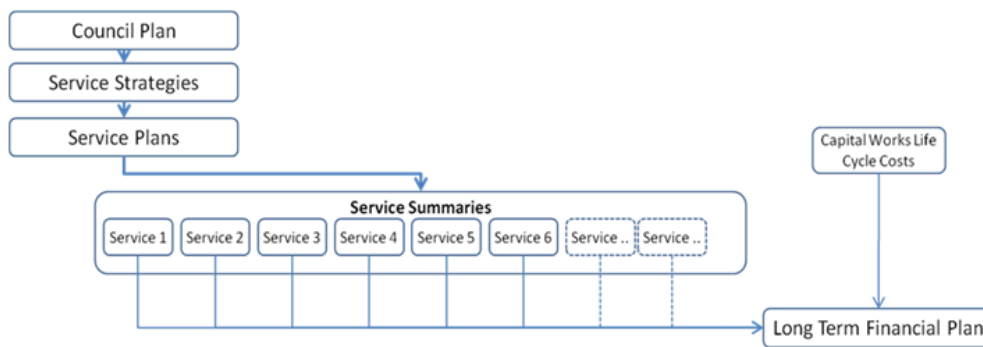 Council Plan
Service Strategies
Service Plans
Capital Works Life
Cycle Costs
Service Summaries
Service 1
Service 2
Service 3
Service 4
Service 5
Service 6
Service ..
Service ..
Long Term Financial Plan